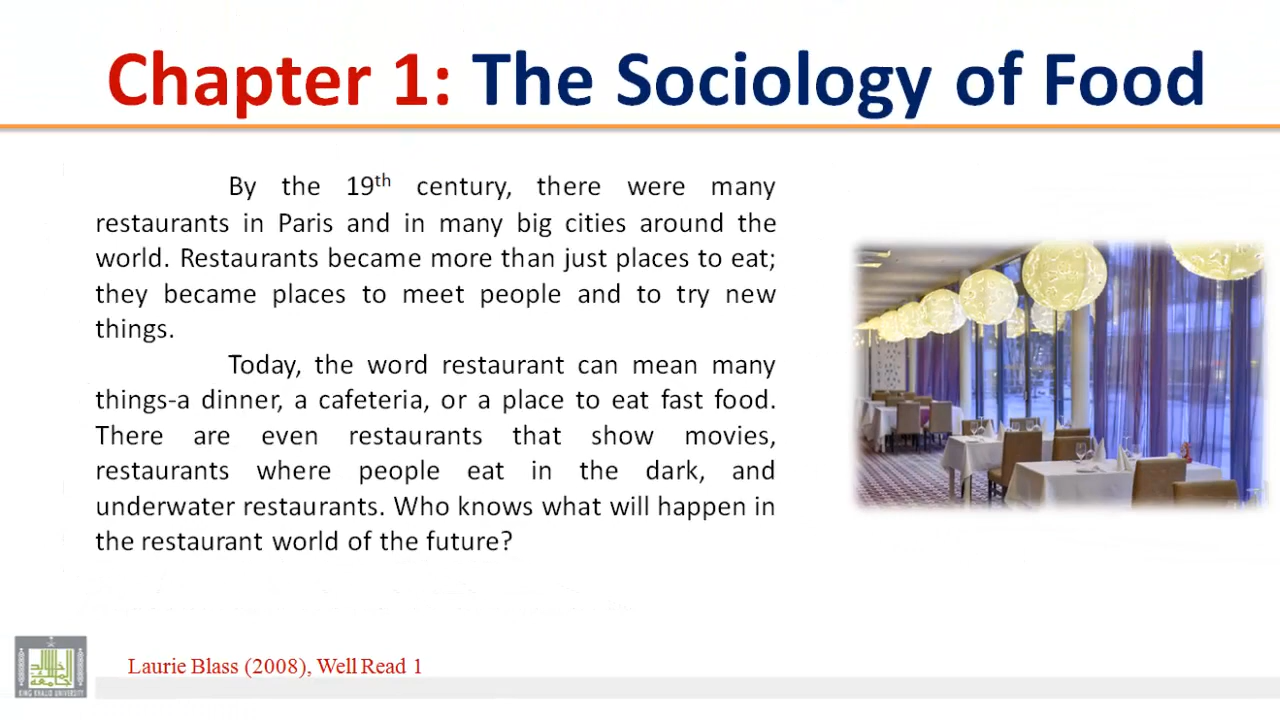 Chapter 1: The Sociology of Food
By the 19th century, there were many
restaurants in Paris and in many big cities around the
world. Restaurants became more than just places to eat;
they became places to meet people and to try new
things.
Today, the word restaurant can mean many
things-a dinner, a cafeteria, or a place to eat fast food.
There are even restaurants that show movies,
restaurants where people eat in the dark, and
underwater restaurants. Who knows what will happen in
the restaurant world of the future?
KING KHALID UNIVERSITY
Laurie Blass (2008), Well Read 1